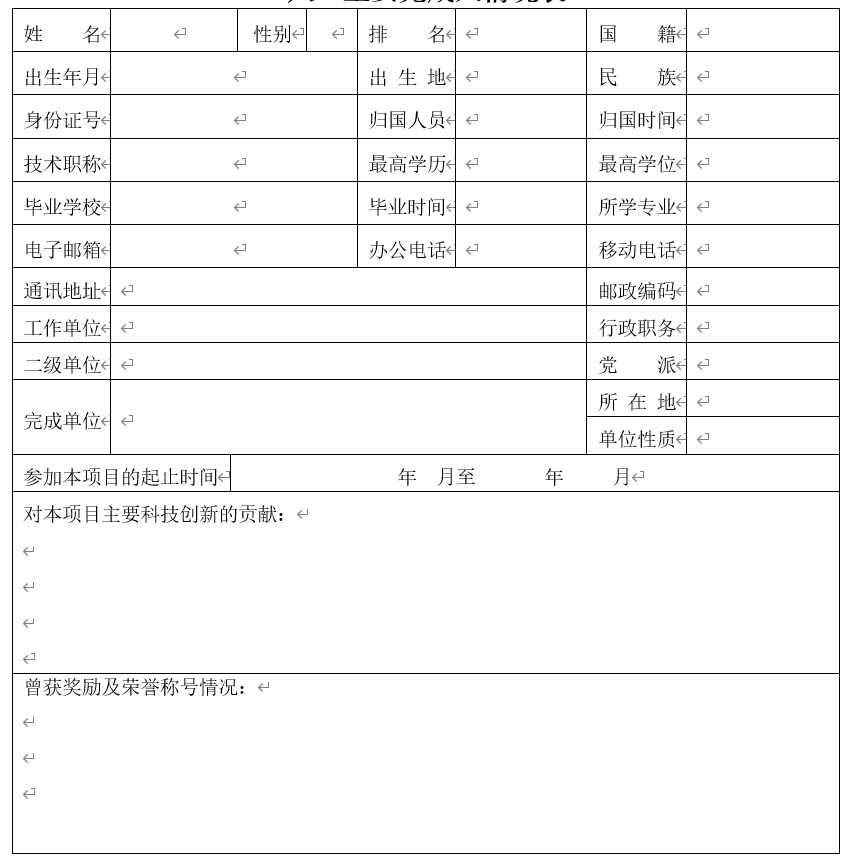 姓 名 性别 排 名 国 籍
出生年月 出 生 地 民 族
身份证号 归国人员 归国时间
技术职称 最高学历 最高学位
毕业学校 毕业时间 所学专业
电子邮箱 办公电话 移动电话
通讯地址 邮政编码
工作单位 行政职务
二级单位 党 派
完成单位 所 在 地
单位性质
参加本项目的起止时间 年 月至 年 月
对本项目主要科技创新的贡献：
曾获奖励及荣誉称号情况：